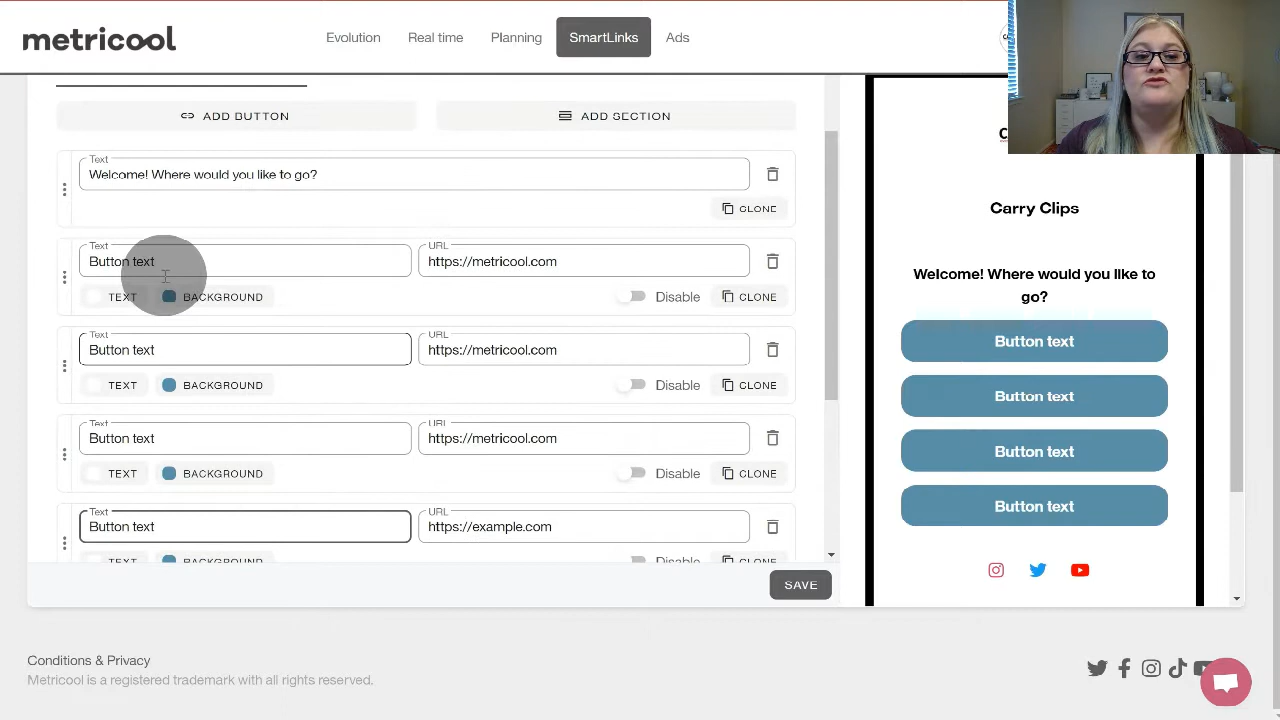 metricool
Evolution
Real time
Planning
SmartLinks
Ads
ADD BUTTON
ADD SECTION
Text
Welcome! Where would you like to go?
CLONE
Text
Button text
URL
https://metricool.com
TEXT
BACKGROUND
Disable
CLONE
Text
Button text
URL
https://metricool.com
TEXT
BACKGROUND
Disable
CLONE
Text
Button text
URL
https://metricool.com
TEXT
BACKGROUND
Disable
CLONE
Text
Button text
URL
https://example.com
TEXT
BACKGROUND
Disable
CLONE
SAVE
Carry Clips
Welcome! Where would you like to
go?
Button text
Button text
Button text
Button text
Conditions & Privacy
Metricool is a registered trademark with all rights reserved.